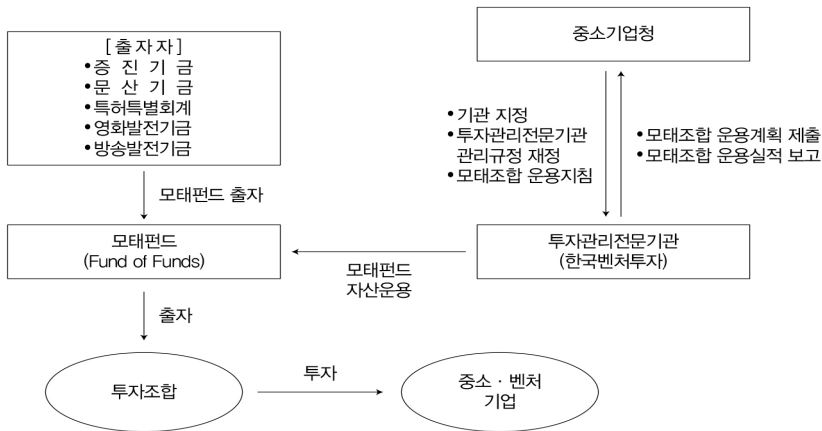 [출자자]
•증 진 기 금
•문 산 기 금
•특허특별회계
•영화발전기금
•방송발전기금
중소기업청
•기관 지정
•투자관리전문기관
관리규정 재정
•모태조합 운용지침
•모태조합 운용계획 제출
•모태조합 운용실적 보고
모태펀드 출자
모태펀드
(Fund of Funds)
모태펀드
자산운용
투자관리전문기관
(한국벤처투자)
출자
투자조합
투자
중소 · 벤처
기업